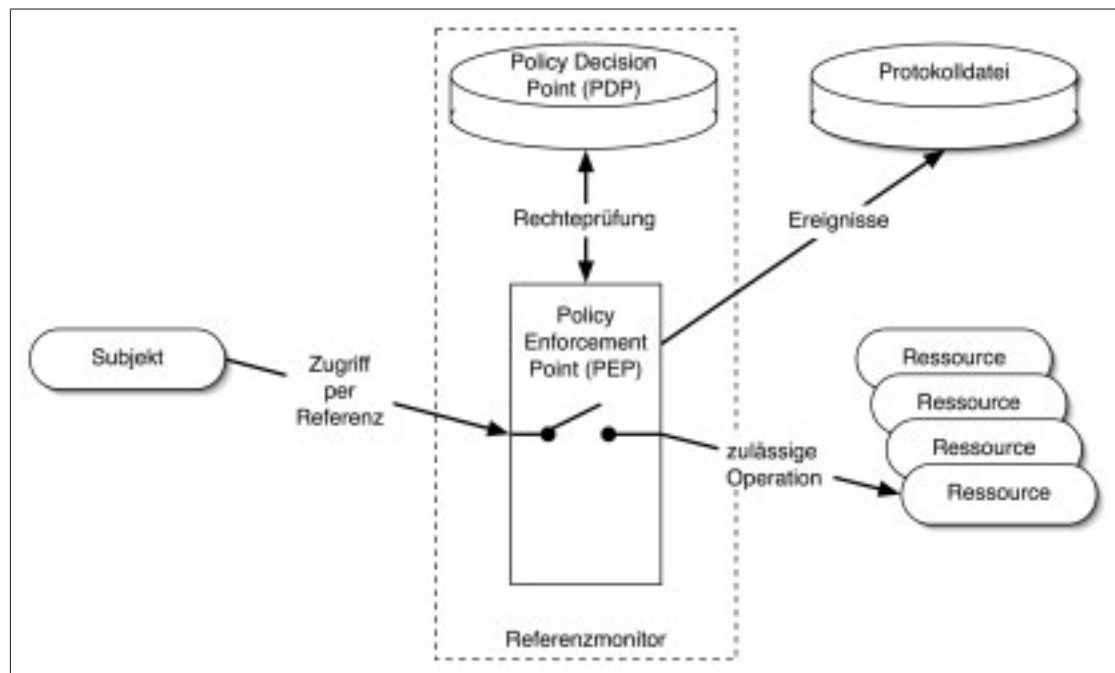 Policy Decision
Point (PDP)
Protokolldatei
Rechteprüfung
Ereignisse
Policy
Enforcement
Point (PEP)
Subjekt
Zugriff
per
Referenz
Ressource
Ressource
Ressource
Ressource
zulässige
Operation
Referenzmonitor